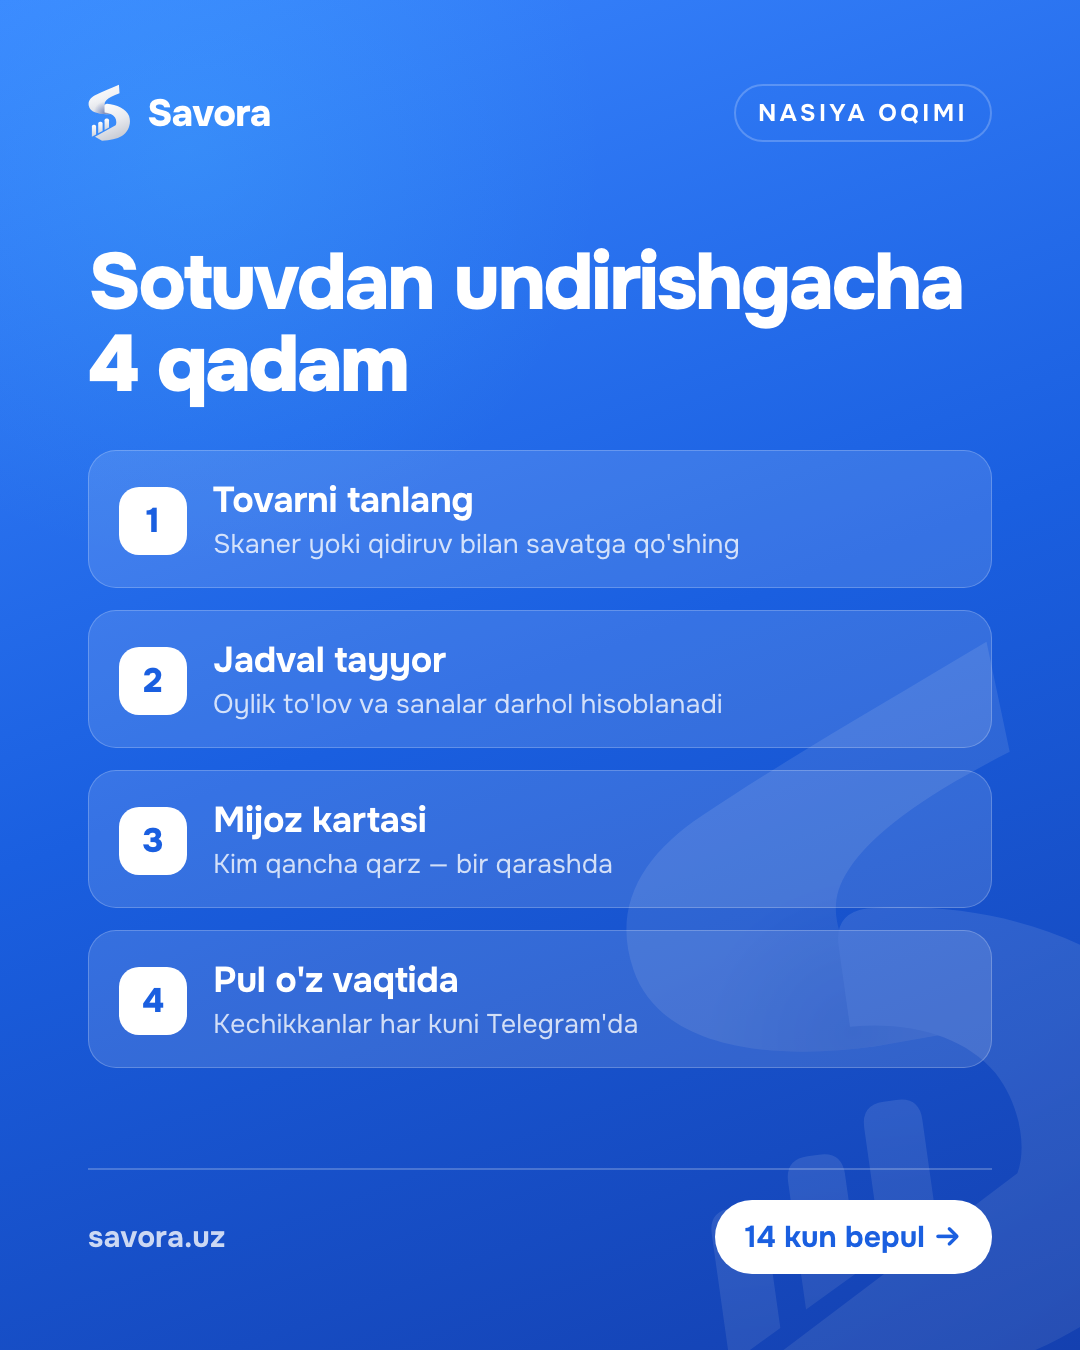 Savora
NASIYA OQIMI
Sotuvdan undirishgacha
4 qadam
1
Tovarni tanlang
Skaner yoki qidiruv bilan savatga qo'shing
2
Jadval tayyor
Oylik to'lov va sanalar darhol hisoblanadi
3
Mijoz kartasi
Kim qancha qarz — bir qarashda
4
Pul o'z vaqtida
Kechikkanlar har kuni Telegram'da
savora.uz
14 kun bepul →